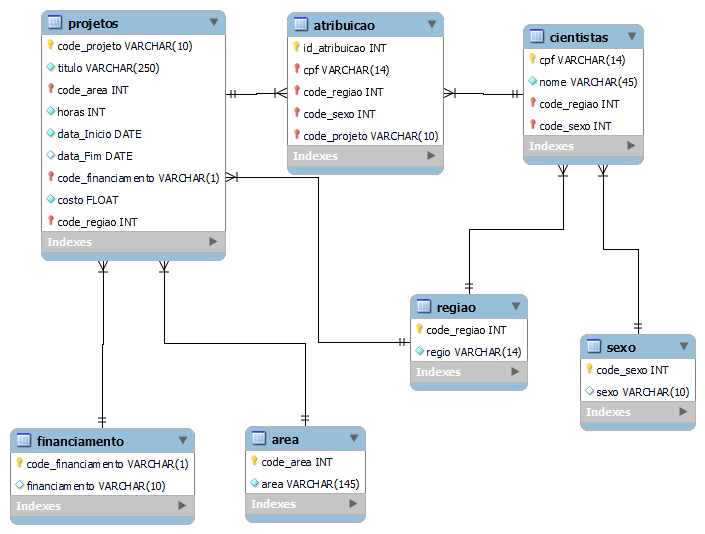 projetos
code_projeto VARCHAR(10)
titulo VARCHAR(250)
code_area INT
horas INT
data_Inicio DATE
data_Fim DATE
code_financiamento VARCHAR(1)
costo FLOAT
code_regiao INT
Indexes
atribuicao
id_atribuicao INT
cpf VARCHAR(14)
code_regiao INT
code_sexo INT
code_projeto VARCHAR(10)
Indexes
cientistas
cpf VARCHAR(14)
nome VARCHAR(45)
code_regiao INT
code_sexo INT
Indexes
regiao
code_regiao INT
regio VARCHAR(14)
Indexes
sexo
code_sexo INT
sexo VARCHAR(10)
Indexes
financiamento
code_financiamento VARCHAR(1)
financiamento VARCHAR(10)
Indexes
area
code_area INT
area VARCHAR(145)
Indexes